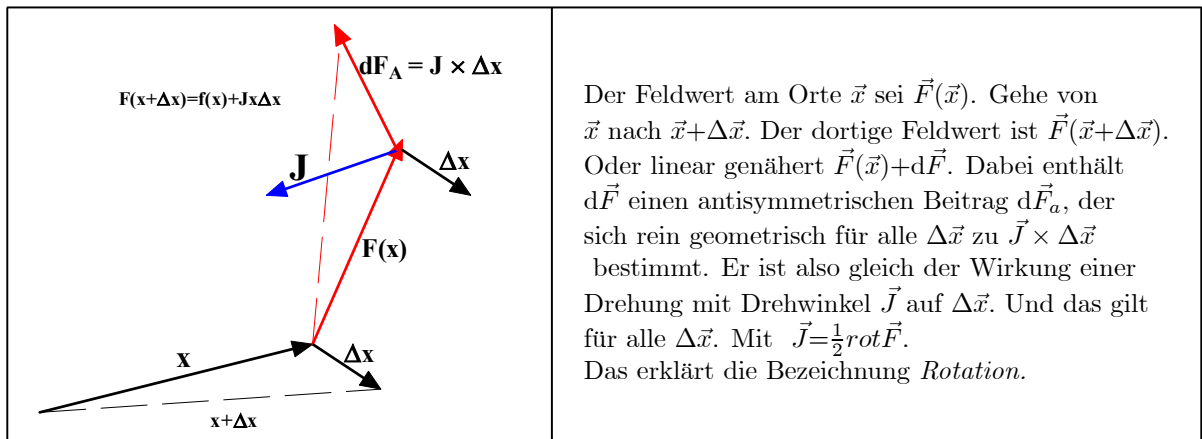 dF_A = J × Δx
F(x+Δx)=f(x)+JxΔx
J
Δx
F(x)
x
Δx
x+Δx
Der Feldwert am Orte x⃗ sei F⃗(x⃗). Gehe von
x⃗ nach x⃗+Δx⃗. Der dortige Feldwert ist F⃗(x⃗+Δx⃗).
Oder linear genähert F⃗(x⃗)+dF⃗. Dabei enthält
dF⃗ einen antisymmetrischen Beitrag dF⃗_a, der
sich rein geometrisch für alle Δx⃗ zu J⃗ × Δx⃗
bestimmt. Er ist also gleich der Wirkung einer
Drehung mit Drehwinkel J⃗ auf Δx⃗. Und das gilt
für alle Δx⃗. Mit J⃗=½rotF⃗.
Das erklärt die Bezeichnung Rotation.